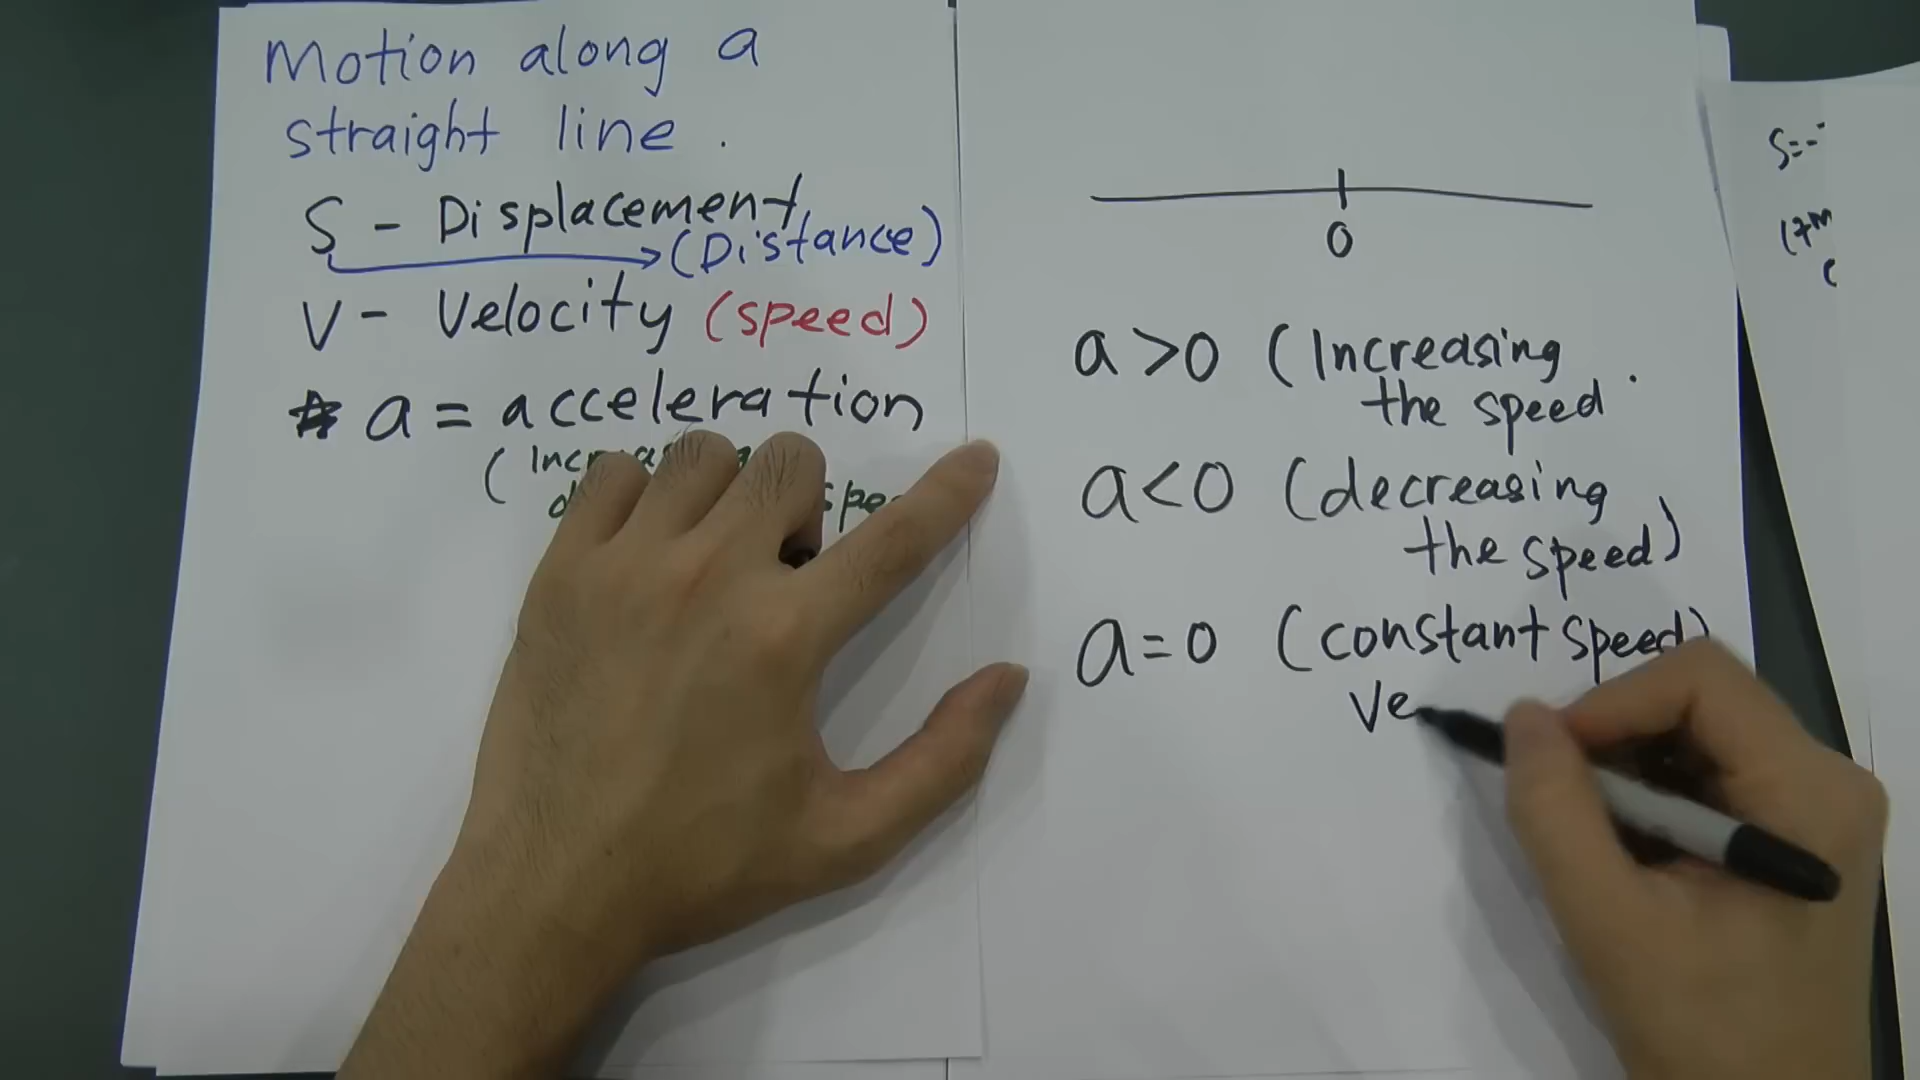 Motion along a
straight line.
S - Displacement
(Distance)
V - Velocity (speed)
* a = acceleration
0
a > 0 (Increasing
the speed.
a < 0 (decreasing
the speed)
a = 0 (constant speed)
Ve
S=-